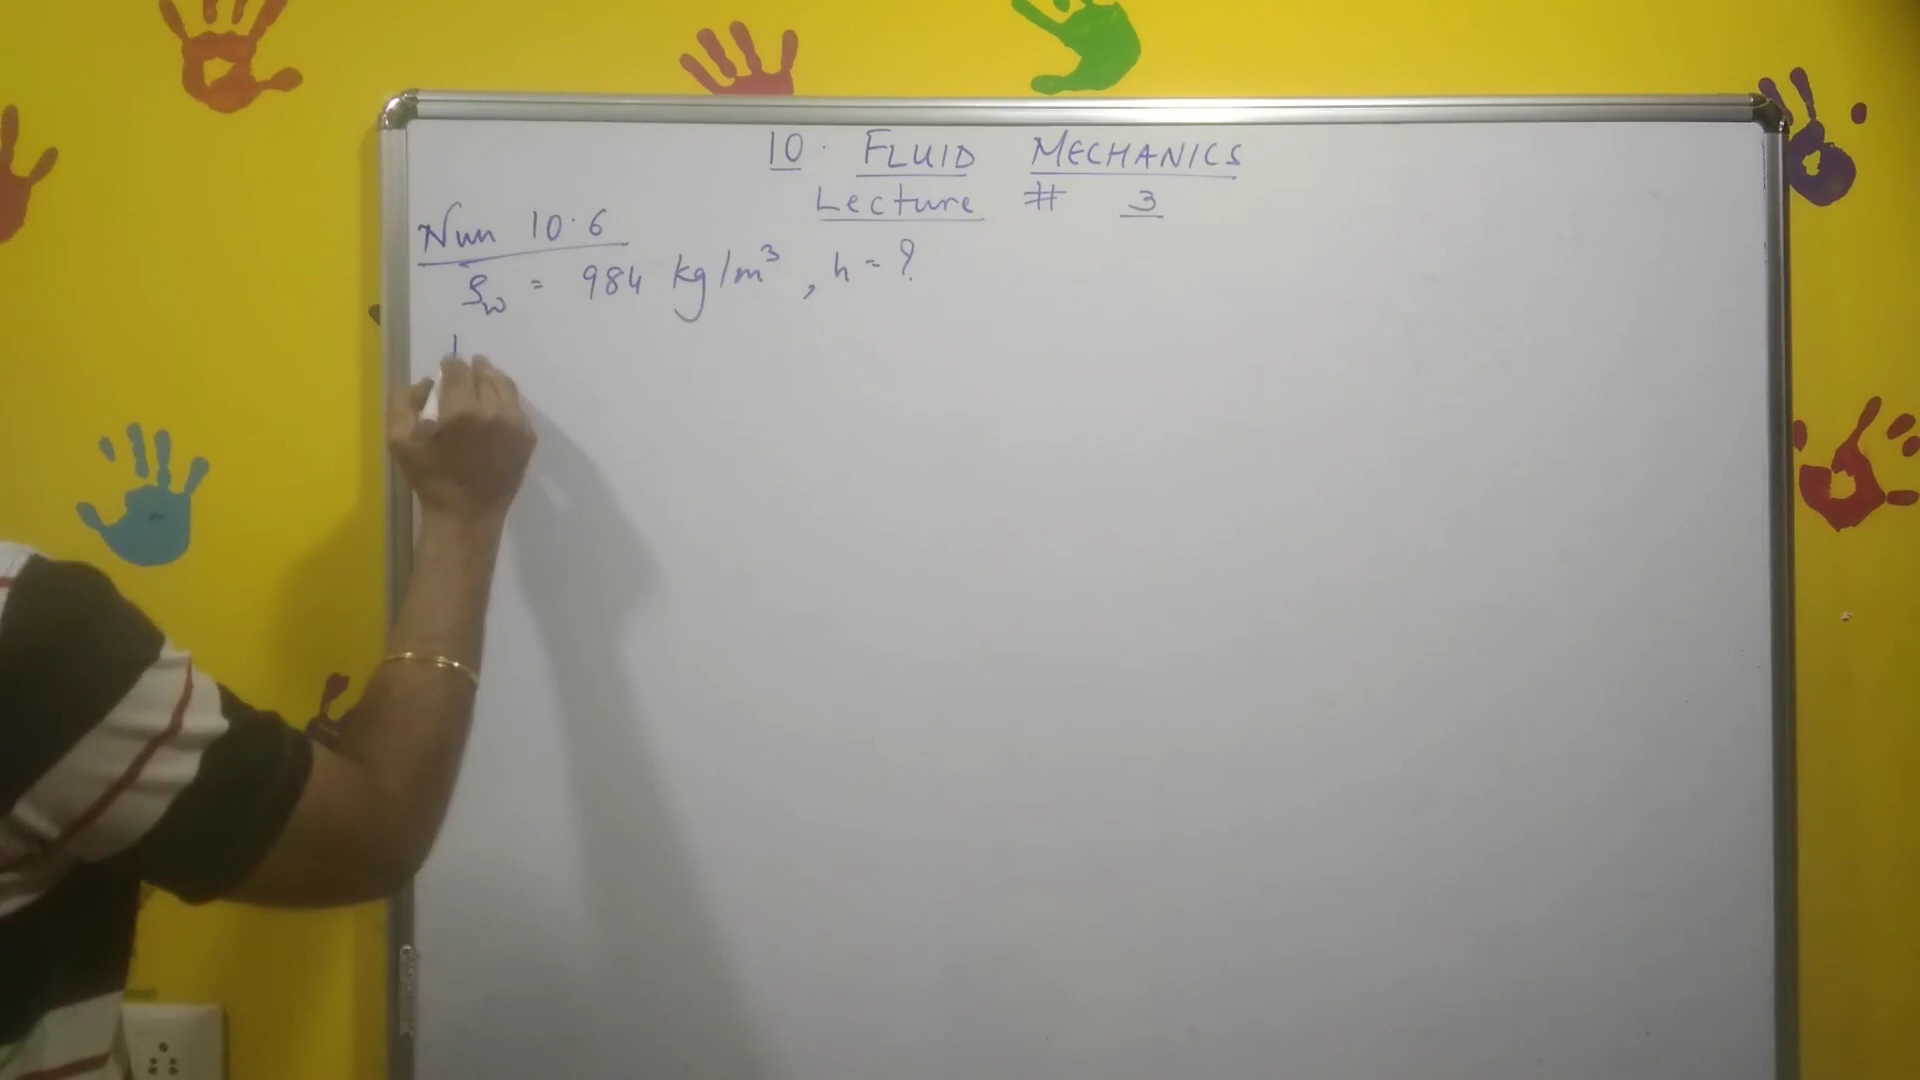 10. FLUID MECHANICS
Lecture # 3
Num 10.6
ρw = 984 kg/m³, h = ?